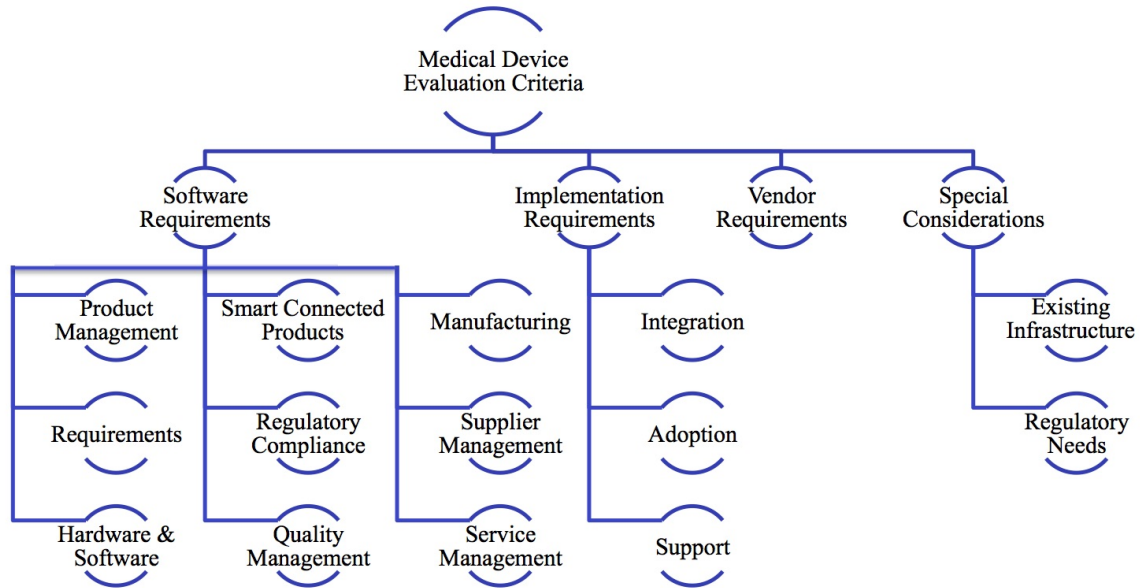 Medical Device
Evaluation Criteria
Software
Requirements
Implementation
Requirements
Vendor
Requirements
Special
Considerations
Product
Management
Smart Connected
Products
Manufacturing
Integration
Existing
Infrastructure
Requirements
Regulatory
Compliance
Supplier
Management
Adoption
Regulatory
Needs
Hardware &
Software
Quality
Management
Service
Management
Support